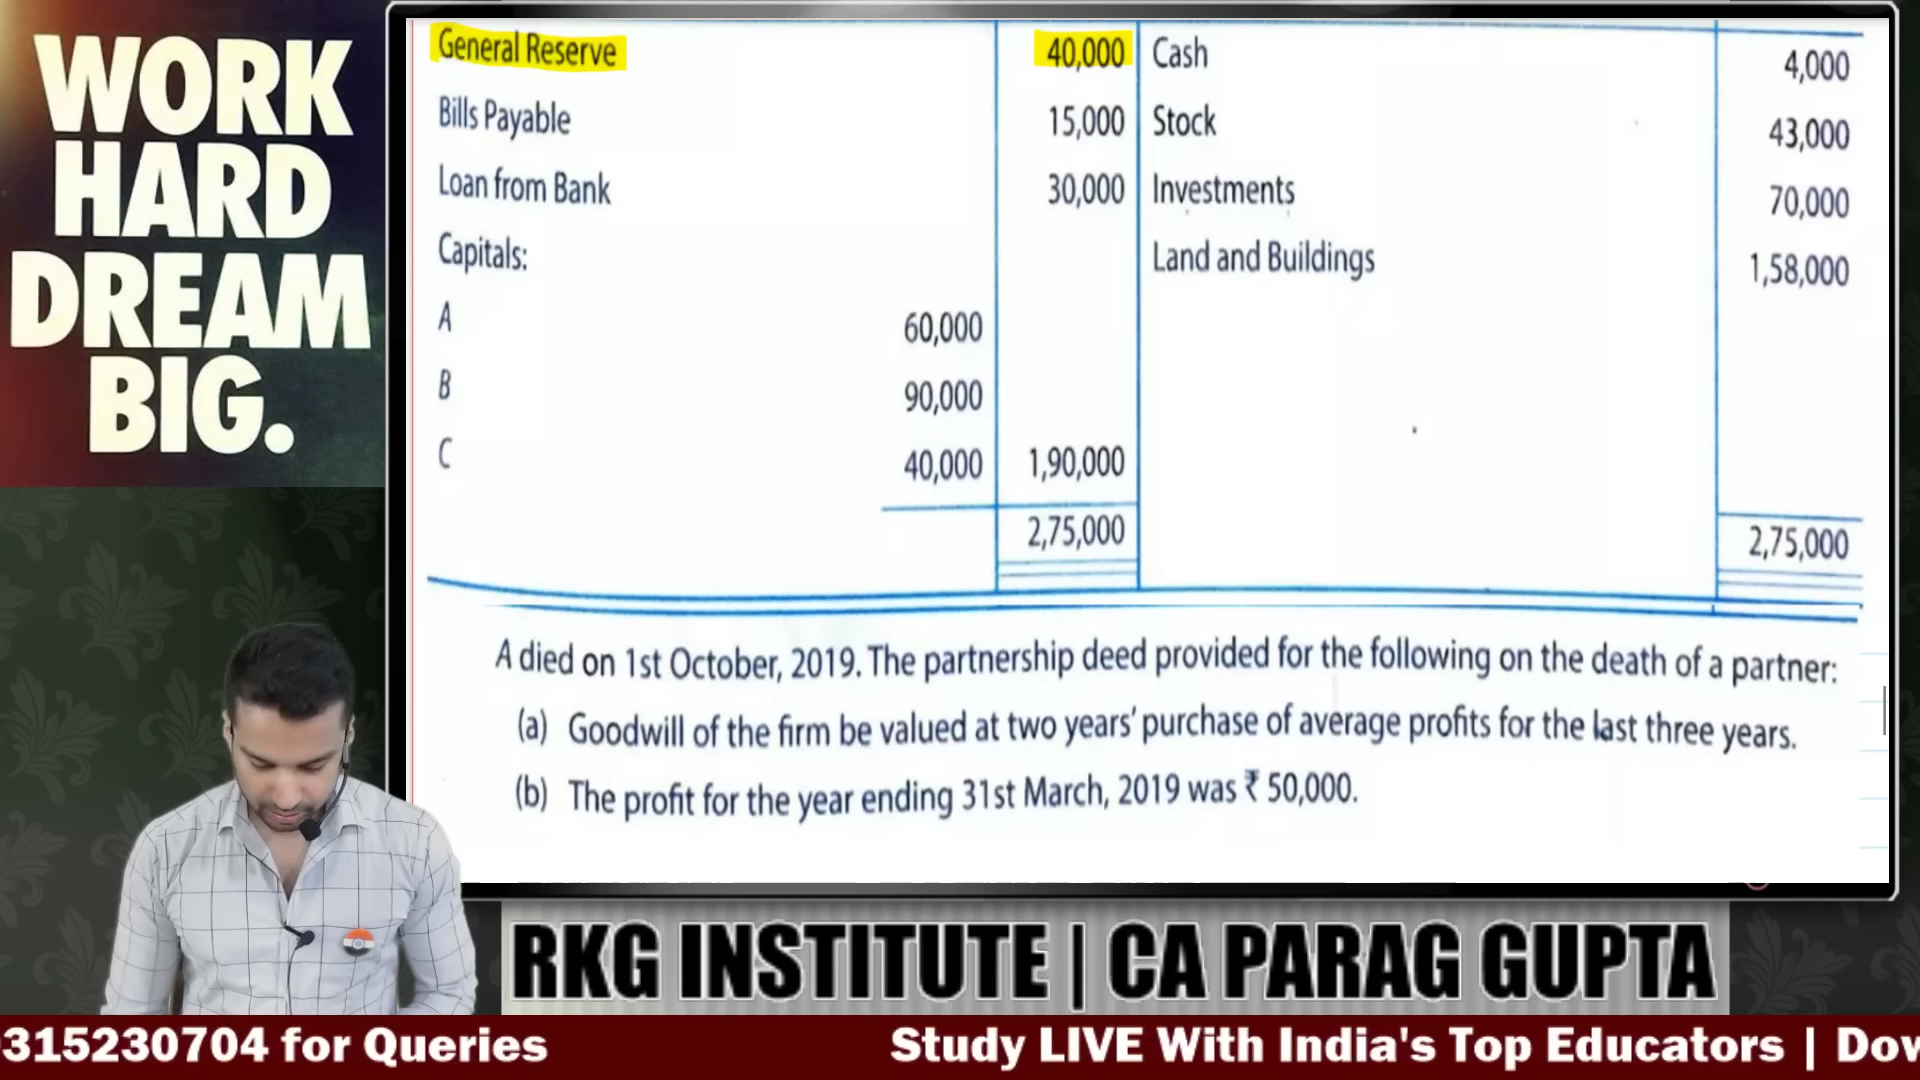 WORK
HARD
DREAM
BIG.
General Reserve 40,000 Cash 4,000
Bills Payable 15,000 Stock 43,000
Loan from Bank 30,000 Investments 70,000
Capitals: Land and Buildings 1,58,000
A 60,000
B 90,000
C 40,000 1,90,000
2,75,000 2,75,000
A died on 1st October, 2019. The partnership deed provided for the following on the death of a partner:
(a) Goodwill of the firm be valued at two years' purchase of average profits for the last three years.
(b) The profit for the year ending 31st March, 2019 was ₹ 50,000.
RKG INSTITUTE | CA PARAG GUPTA
315230704 for Queries Study LIVE With India's Top Educators | Dow